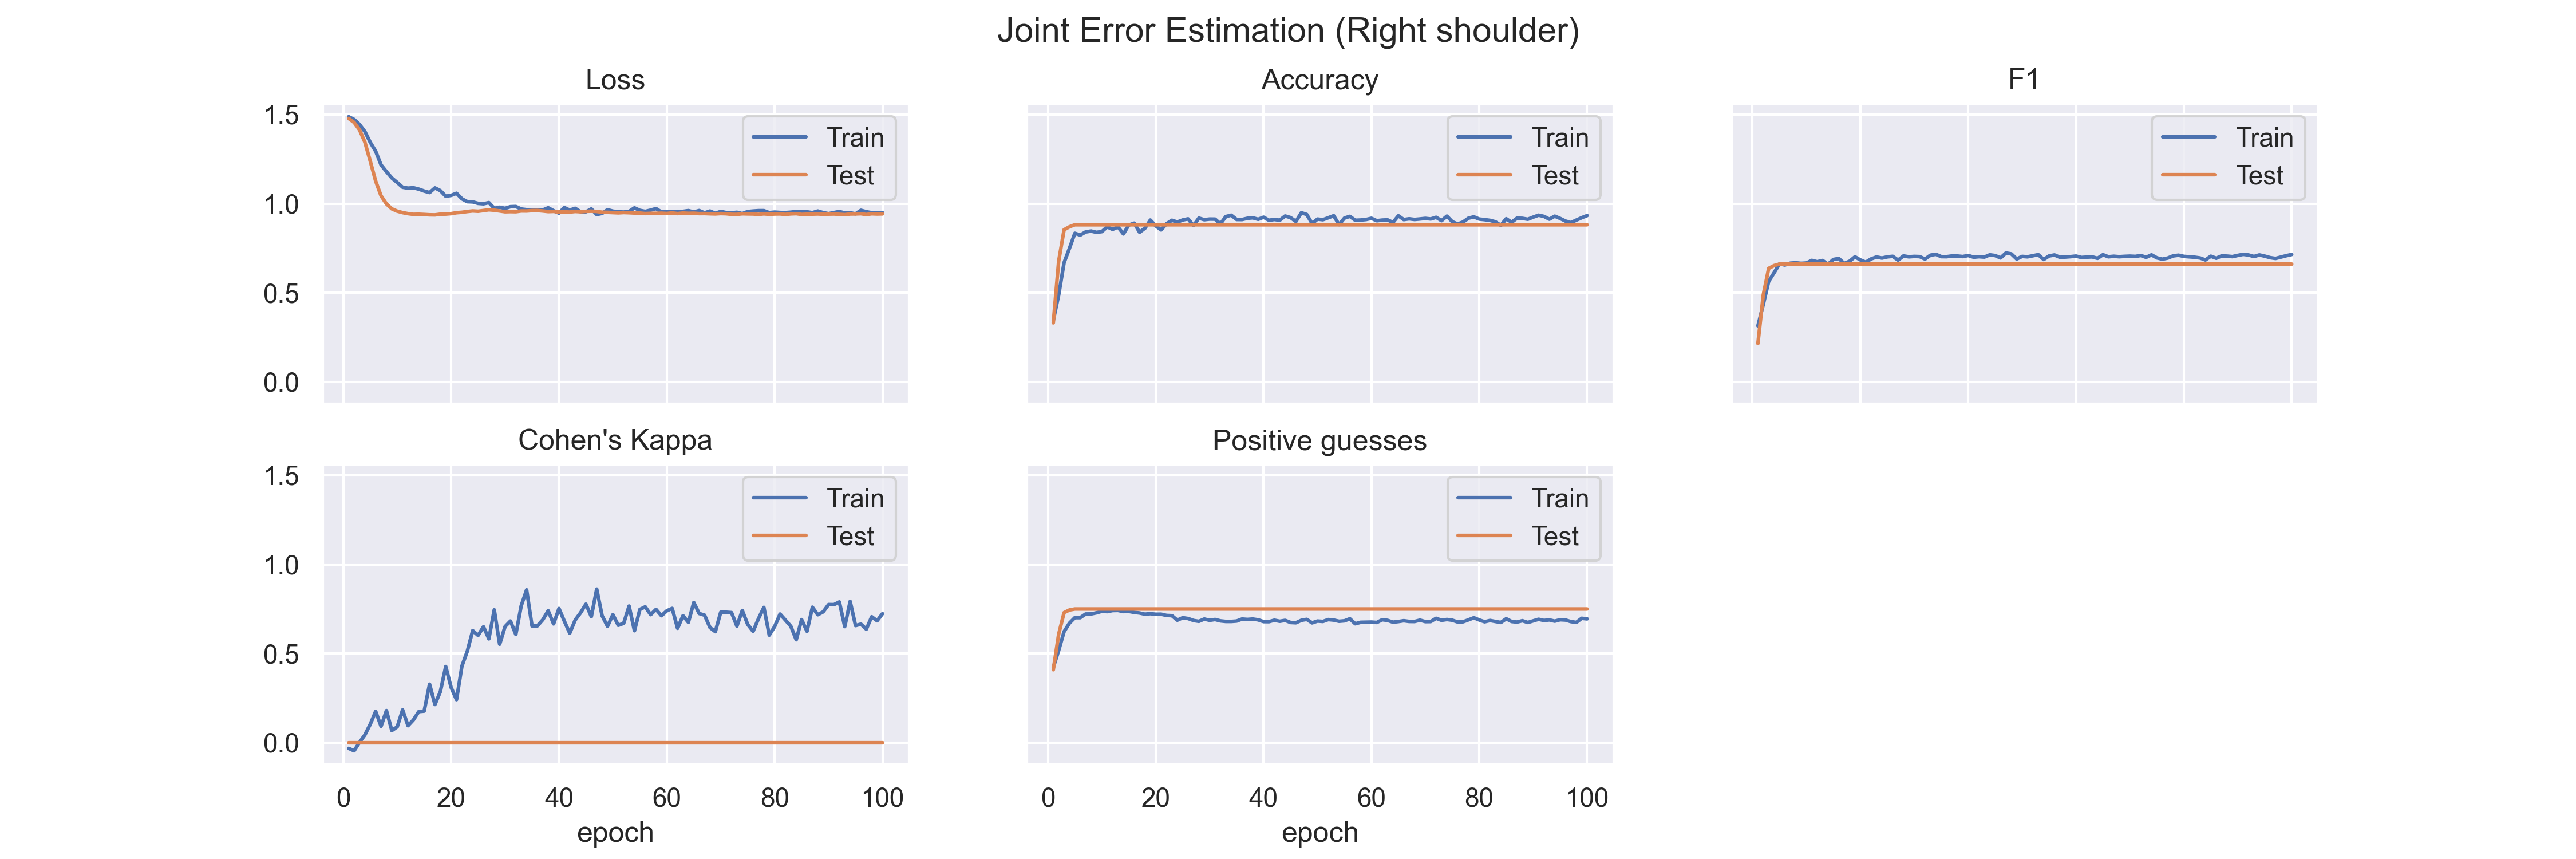 Joint Error Estimation (Right shoulder)
Loss
Accuracy
F1
1.5
1.0
0.5
0.0
Train
Test
Train
Test
Train
Test
Cohen's Kappa
Positive guesses
1.5
1.0
0.5
0.0
Train
Test
Train
Test
0 20 40 60 80 100
0 20 40 60 80 100
epoch
epoch